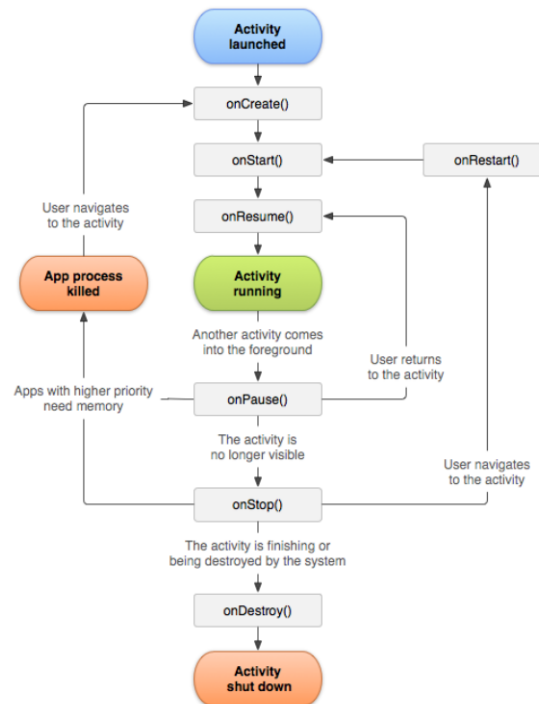 Activity
launched
onCreate()
onStart()
onRestart()
User navigates
to the activity
onResume()
App process
killed
Activity
running
Another activity comes
into the foreground
User returns
to the activity
Apps with higher priority
need memory
onPause()
The activity is
no longer visible
User navigates
to the activity
onStop()
The activity is finishing or
being destroyed by the system
onDestroy()
Activity
shut down